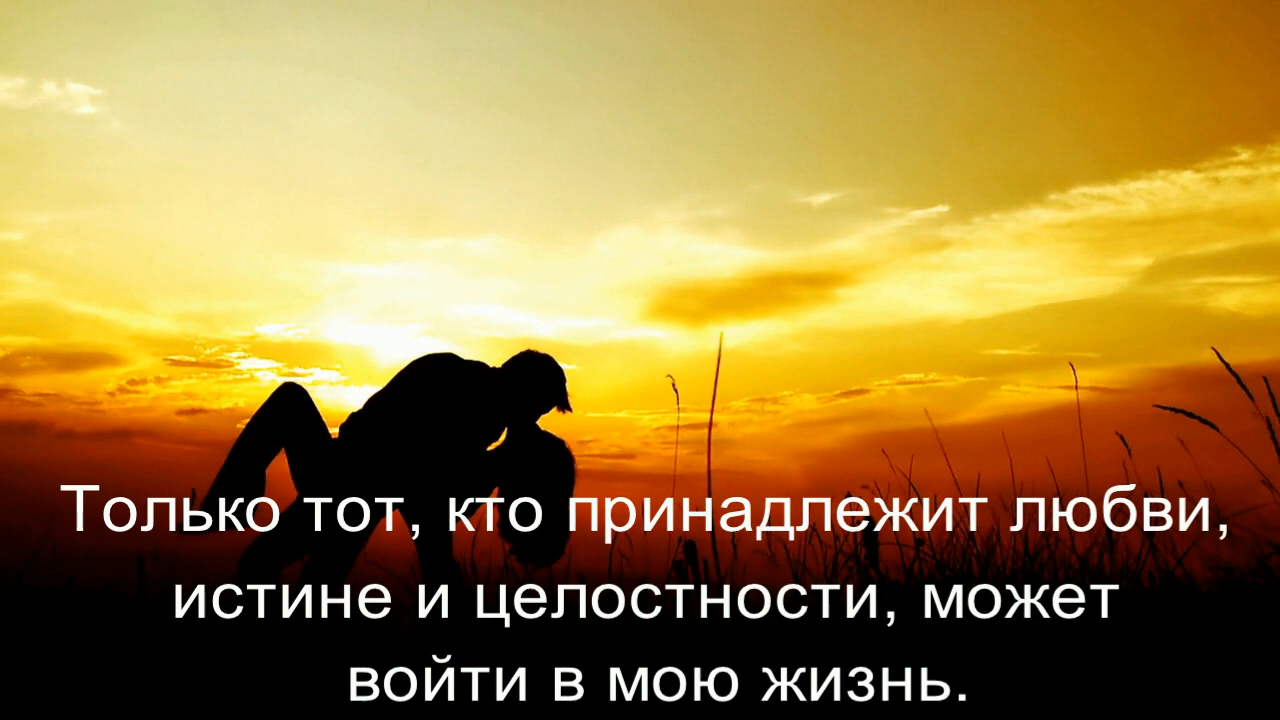 Только тот, кто принадлежит любви,
истине и целостности, может
войти в мою жизнь.